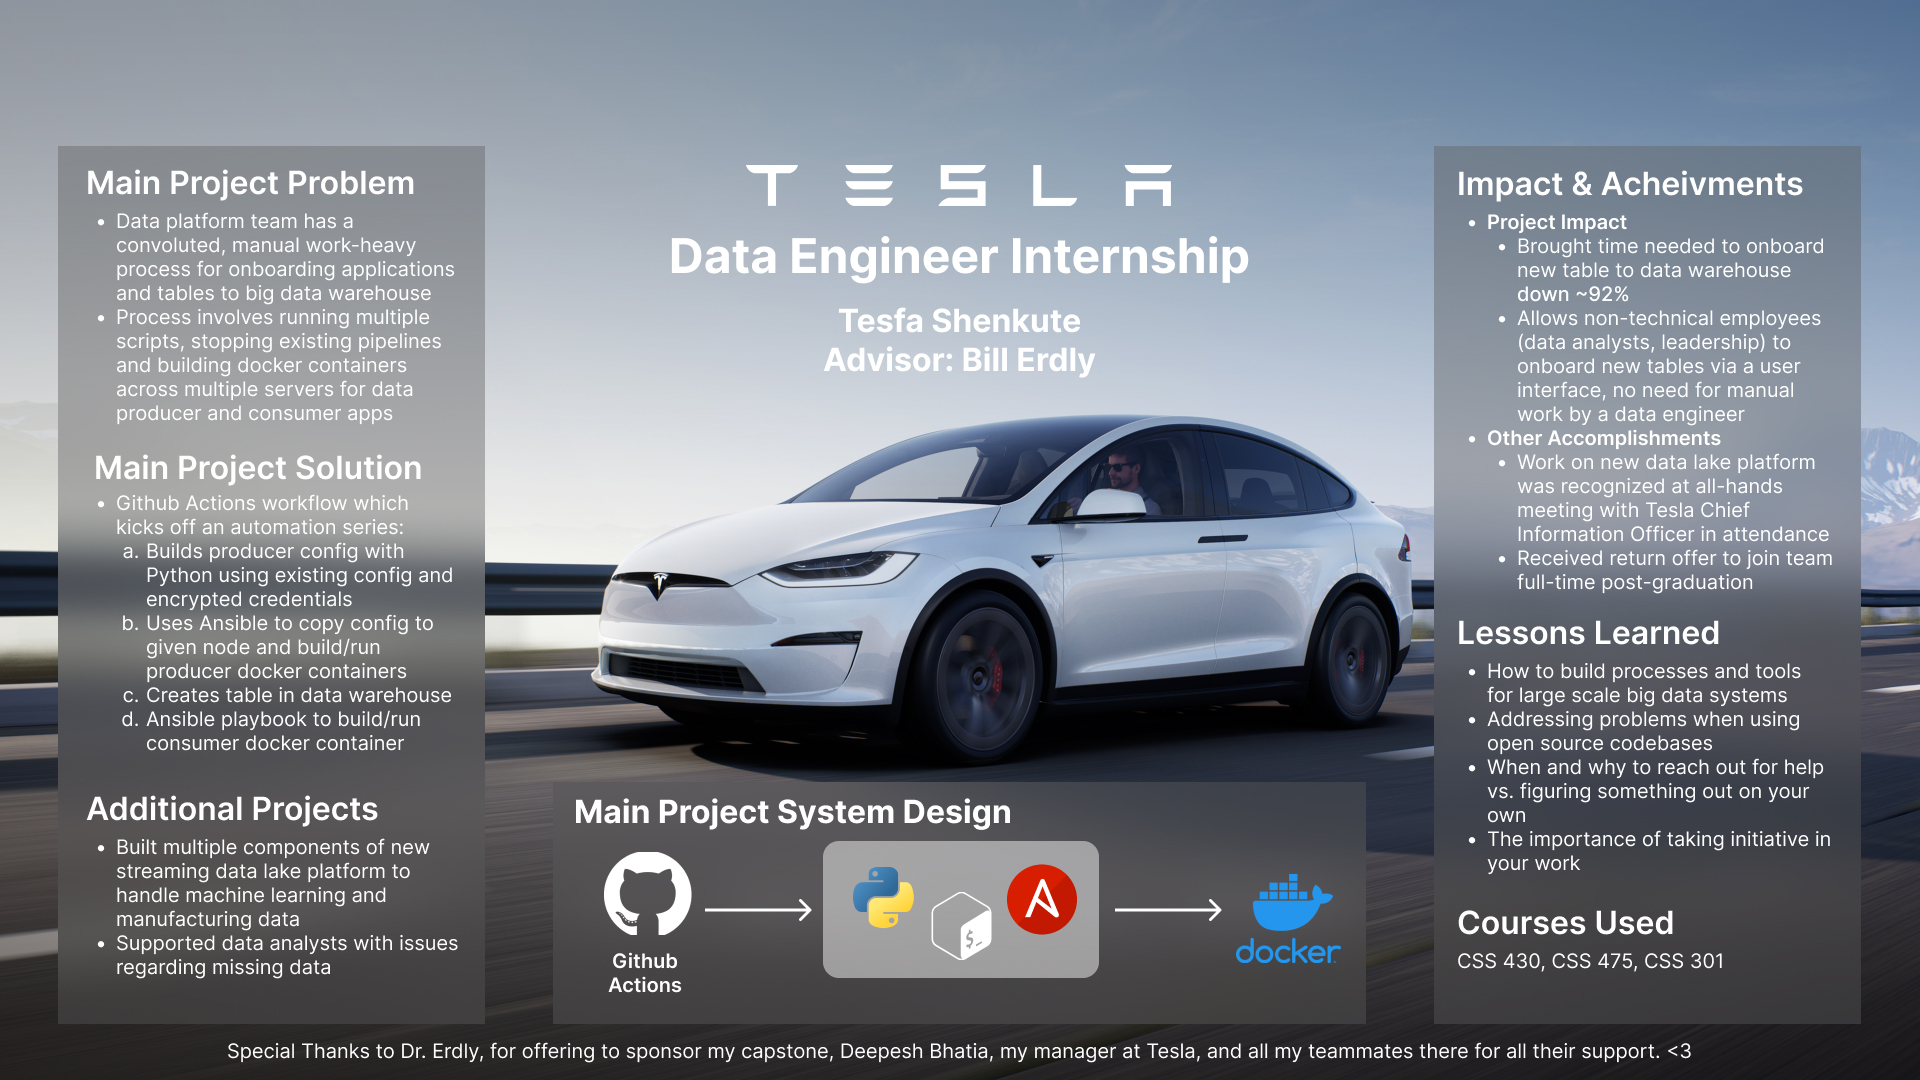 TESLA
Data Engineer Internship
Tesfa Shenkute
Advisor: Bill Erdly
Main Project Problem
• Data platform team has a
convoluted, manual work-heavy
process for onboarding applications
and tables to big data warehouse
• Process involves running multiple
scripts, stopping existing pipelines
and building docker containers
across multiple servers for data
producer and consumer apps
Main Project Solution
• Github Actions workflow which
kicks off an automation series:
a. Builds producer config with
Python using existing config and
encrypted credentials
b. Uses Ansible to copy config to
given node and build/run
producer docker containers
c. Creates table in data warehouse
d. Ansible playbook to build/run
consumer docker container
Additional Projects
• Built multiple components of new
streaming data lake platform to
handle machine learning and
manufacturing data
• Supported data analysts with issues
regarding missing data
Main Project System Design
Github
Actions
$_
A
docker
Impact & Acheivments
• Project Impact
• Brought time needed to onboard
new table to data warehouse
down ~92%
• Allows non-technical employees
(data analysts, leadership) to
onboard new tables via a user
interface, no need for manual
work by a data engineer
• Other Accomplishments
• Work on new data lake platform
was recognized at all-hands
meeting with Tesla Chief
Information Officer in attendance
• Received return offer to join team
full-time post-graduation
Lessons Learned
• How to build processes and tools
for large scale big data systems
• Addressing problems when using
open source codebases
• When and why to reach out for help
vs. figuring something out on your
own
• The importance of taking initiative in
your work
Courses Used
CSS 430, CSS 475, CSS 301
Special Thanks to Dr. Erdly, for offering to sponsor my capstone, Deepesh Bhatia, my manager at Tesla, and all my teammates there for all their support. <3